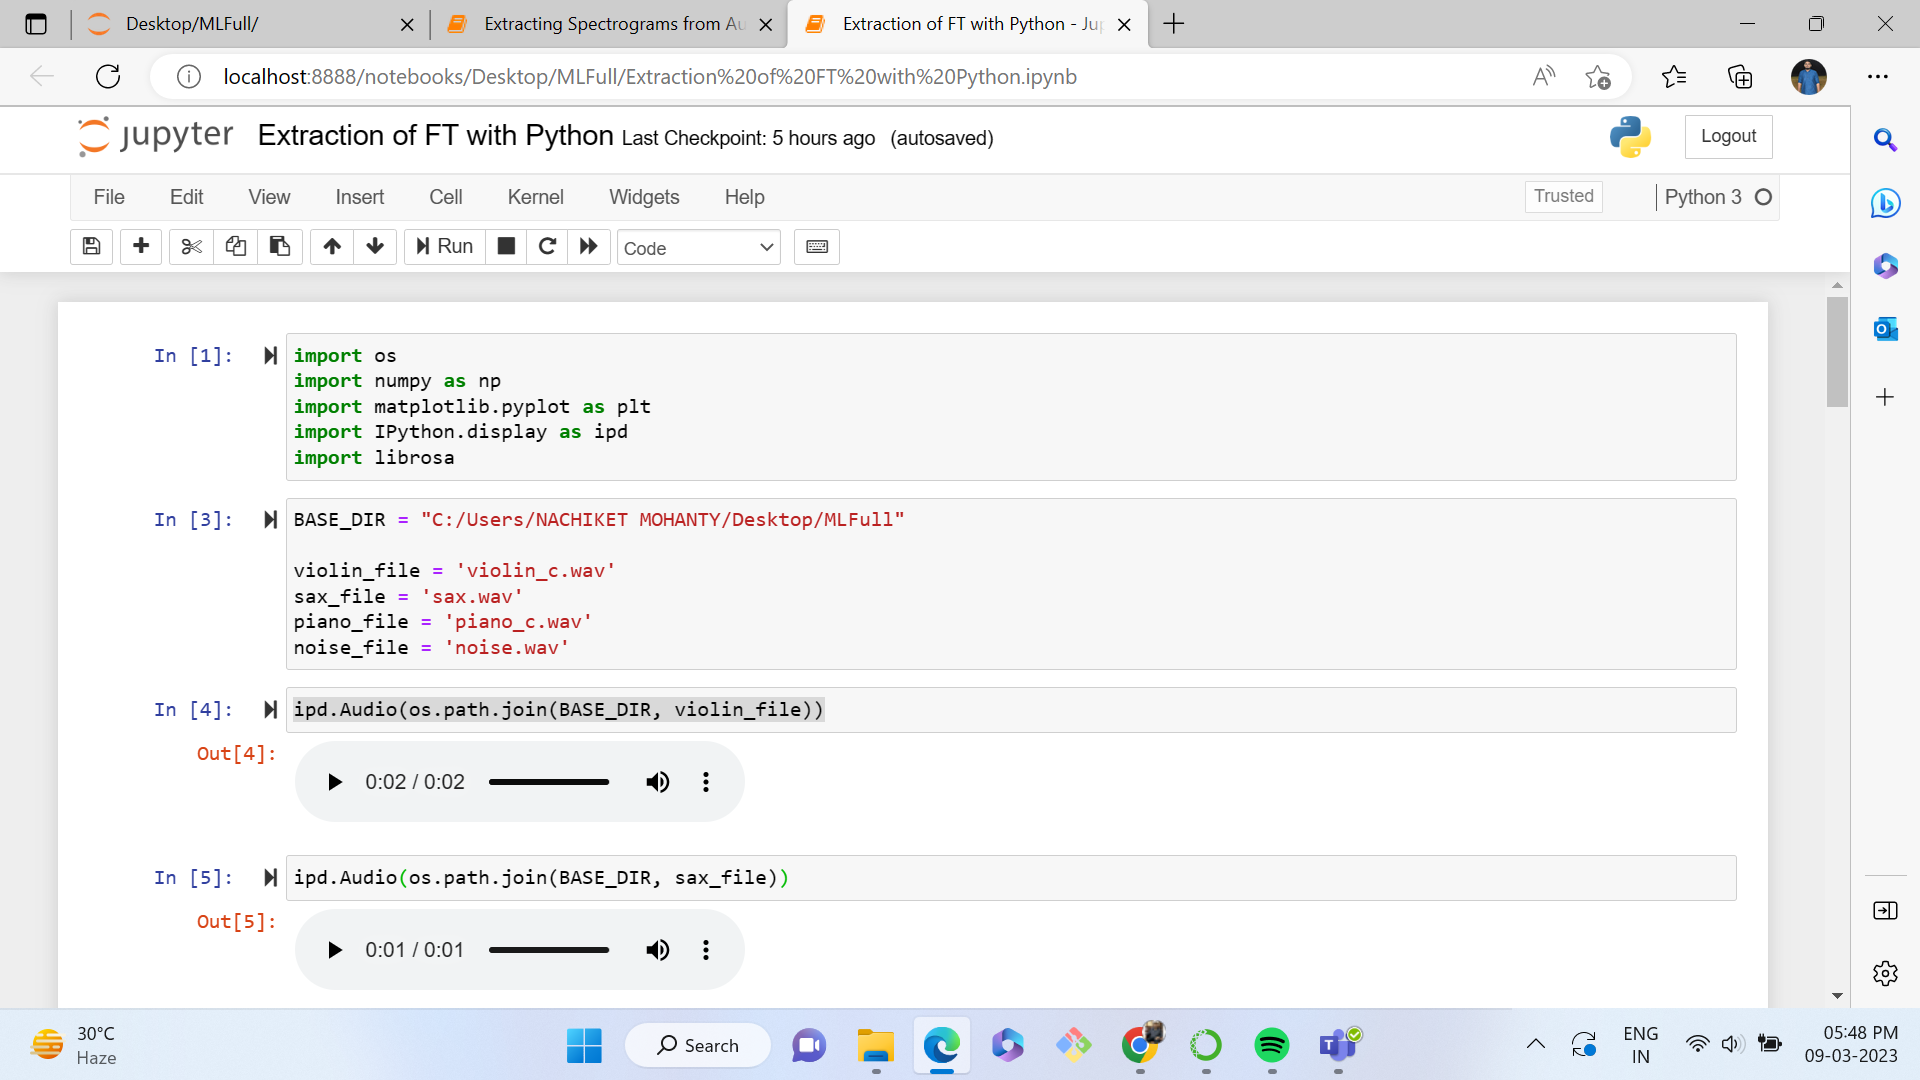 Desktop/MLFull/
Extracting Spectrograms from Au
Extraction of FT with Python - Jup
localhost:8888/notebooks/Desktop/MLFull/Extraction%20of%20FT%20with%20Python.ipynb
jupyter Extraction of FT with Python Last Checkpoint: 5 hours ago (autosaved)
Logout
File Edit View Insert Cell Kernel Widgets Help
Trusted
Python 3
Run
Code
In [1]:
import os
import numpy as np
import matplotlib.pyplot as plt
import IPython.display as ipd
import librosa
In [3]:
BASE_DIR = "C:/Users/NACHIKET MOHANTY/Desktop/MLFull"
violin_file = 'violin_c.wav'
sax_file = 'sax.wav'
piano_file = 'piano_c.wav'
noise_file = 'noise.wav'
In [4]:
ipd.Audio(os.path.join(BASE_DIR, violin_file))
Out[4]:
0:02 / 0:02
In [5]:
ipd.Audio(os.path.join(BASE_DIR, sax_file))
Out[5]:
0:01 / 0:01
30°C
Haze
Search
ENG
IN
05:48 PM
09-03-2023